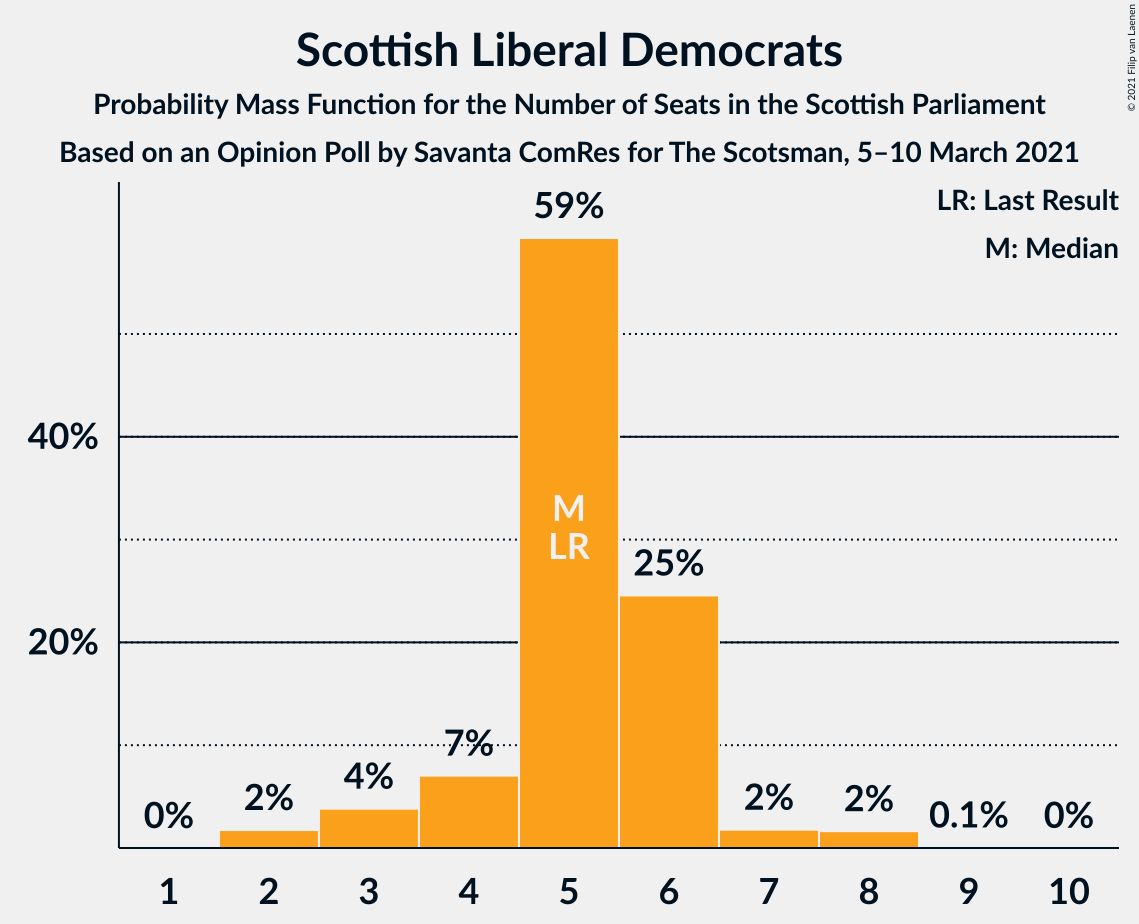 Scottish Liberal Democrats
Probability Mass Function for the Number of Seats in the Scottish Parliament
Based on an Opinion Poll by Savanta ComRes for The Scotsman, 5–10 March 2021
© 2021 Filip van Laenen
LR: Last Result
M: Median
59%
40%
M
LR
25%
20%
7%
4%
2%
0%
2%
2%
0.1%
0%
1 2 3 4 5 6 7 8 9 10